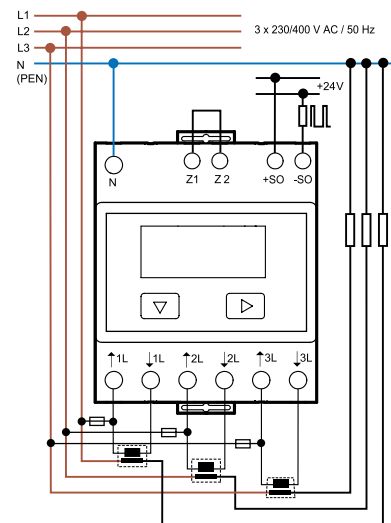 L1
L2
L3
N
(PEN)
3 x 230/400 V AC / 50 Hz
+24V
N
Z1
Z 2
+SO
-SO
↑1L
↓1L
↑2L
↓2L
↑3L
↓3L